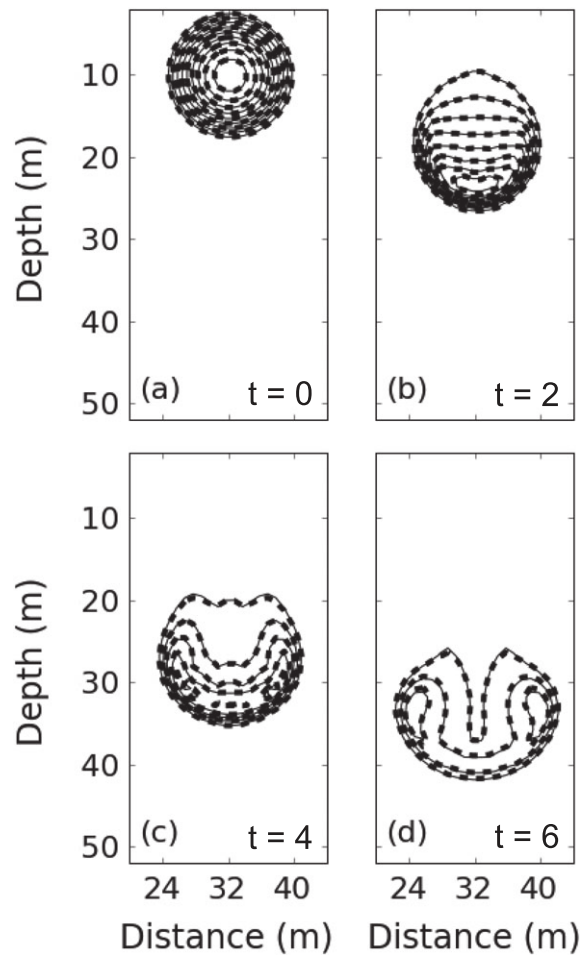 10
20
30
40
50
Depth (m)
(a) t = 0
(b) t = 2
10
20
30
40
50
Depth (m)
(c) t = 4
(d) t = 6
24 32 40 24 32 40
Distance (m) Distance (m)